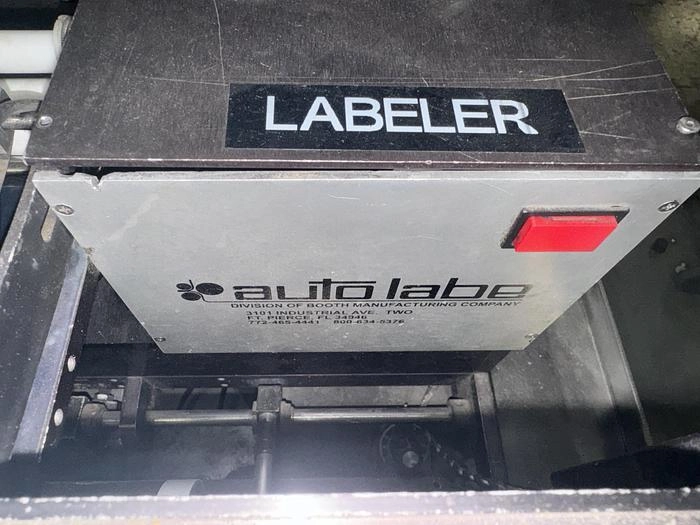 LABELER
auto labe
DIVISION OF BOOTH MANUFACTURING COMPANY
3101 INDUSTRIAL AVE. TWO
FT. PIERCE, FL 34946
772-465-4441 800-634-5376